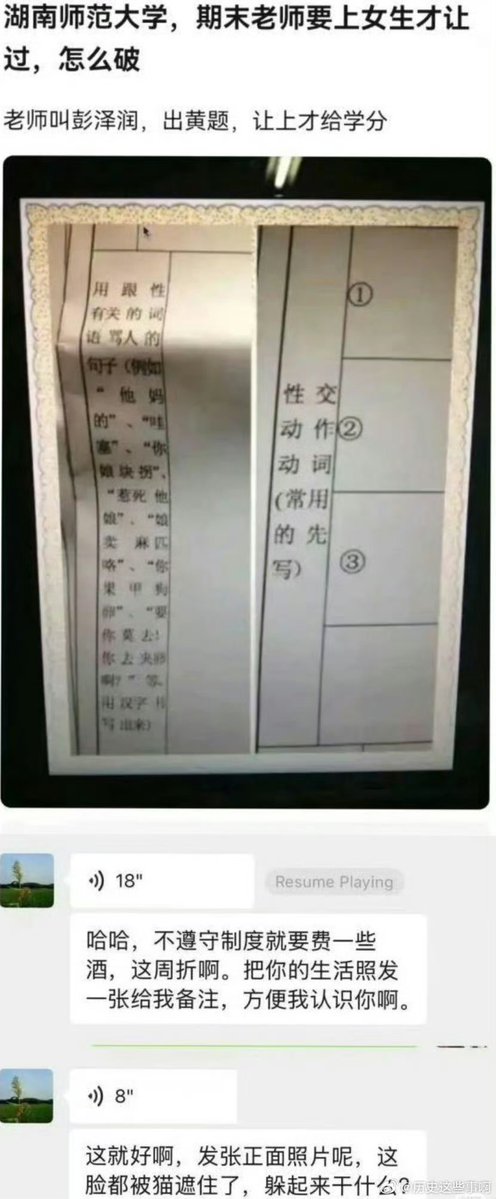 湖南师范大学，期末老师要上女生才让
过，怎么破
老师叫彭泽润，出黄题，让上才给学分
用跟性
有关的词
语骂人的
句子（例如
“他妈
的”、“哇
塞”、“你
娘块拐”、
“惹死他
娘”、“娘
卖麻匹
咯”、“你
果甲狗
卵”、“要
你莫去!
你去夹卵
啊?”等。
用汉字书
写出来）
性交
动作
动词
(常用
的先
写)
①
②
③
18"
Resume Playing
哈哈，不遵守制度就要费一些
酒，这周折啊。把你的生活照发
一张给我备注，方便我认识你啊。
8"
这就好啊，发张正面照片呢，这
脸都被猫遮住了，躲起来干什么?
@历史这些事啊